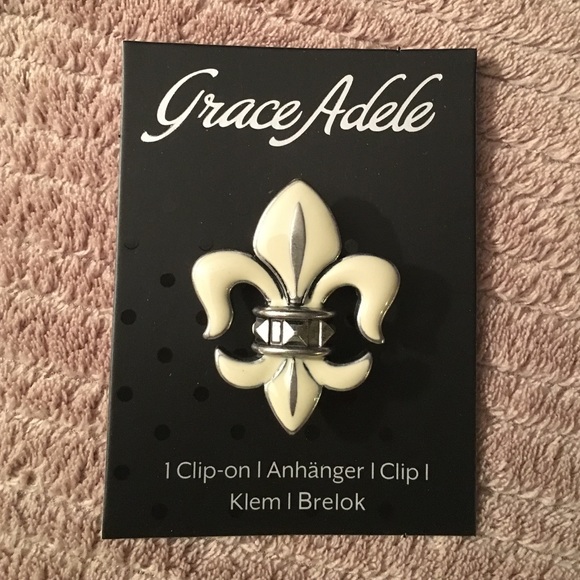 Grace Adele
1 Clip-on | Anhänger | Clip |
Klem | Brelok